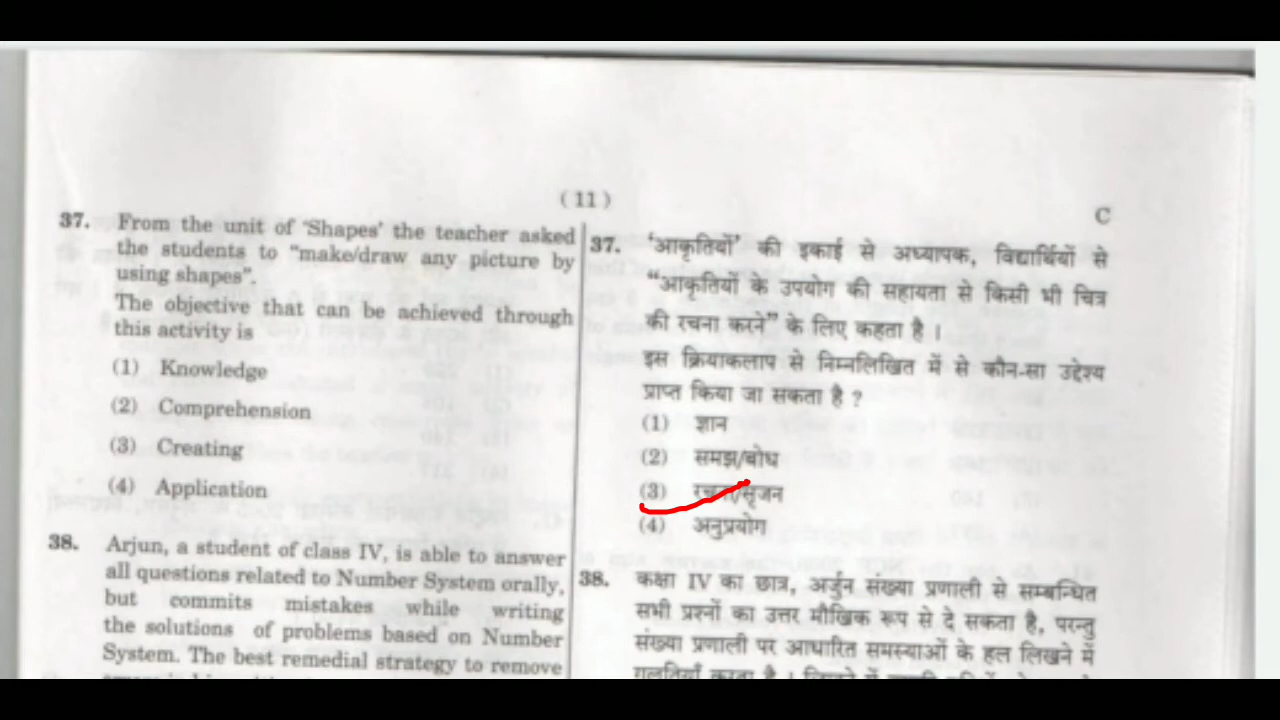 (11)
C
37. From the unit of 'Shapes' the teacher asked
the students to "make/draw any picture by
using shapes".
The objective that can be achieved through
this activity is
(1) Knowledge
(2) Comprehension
(3) Creating
(4) Application
38. Arjun, a student of class IV, is able to answer
all questions related to Number System orally,
but commits mistakes while writing
the solutions of problems based on Number
System. The best remedial strategy to remove
37. 'आकृतियों' की इकाई से अध्यापक, विद्यार्थियों से
"आकृतियों के उपयोग की सहायता से किसी भी चित्र
की रचना करने" के लिए कहता है ।
इस क्रियाकलाप से निम्नलिखित में से कौन-सा उद्देश्य
प्राप्त किया जा सकता है ?
(1) ज्ञान
(2) समझ/बोध
(3) रचना/सृजन
(4) अनुप्रयोग
38. कक्षा IV का छात्र, अर्जुन संख्या प्रणाली से सम्बन्धित
सभी प्रश्नों का उत्तर मौखिक रूप से दे सकता है, परन्तु
संख्या प्रणाली पर आधारित समस्याओं के हल लिखने में
गलतियाँ करता है ।